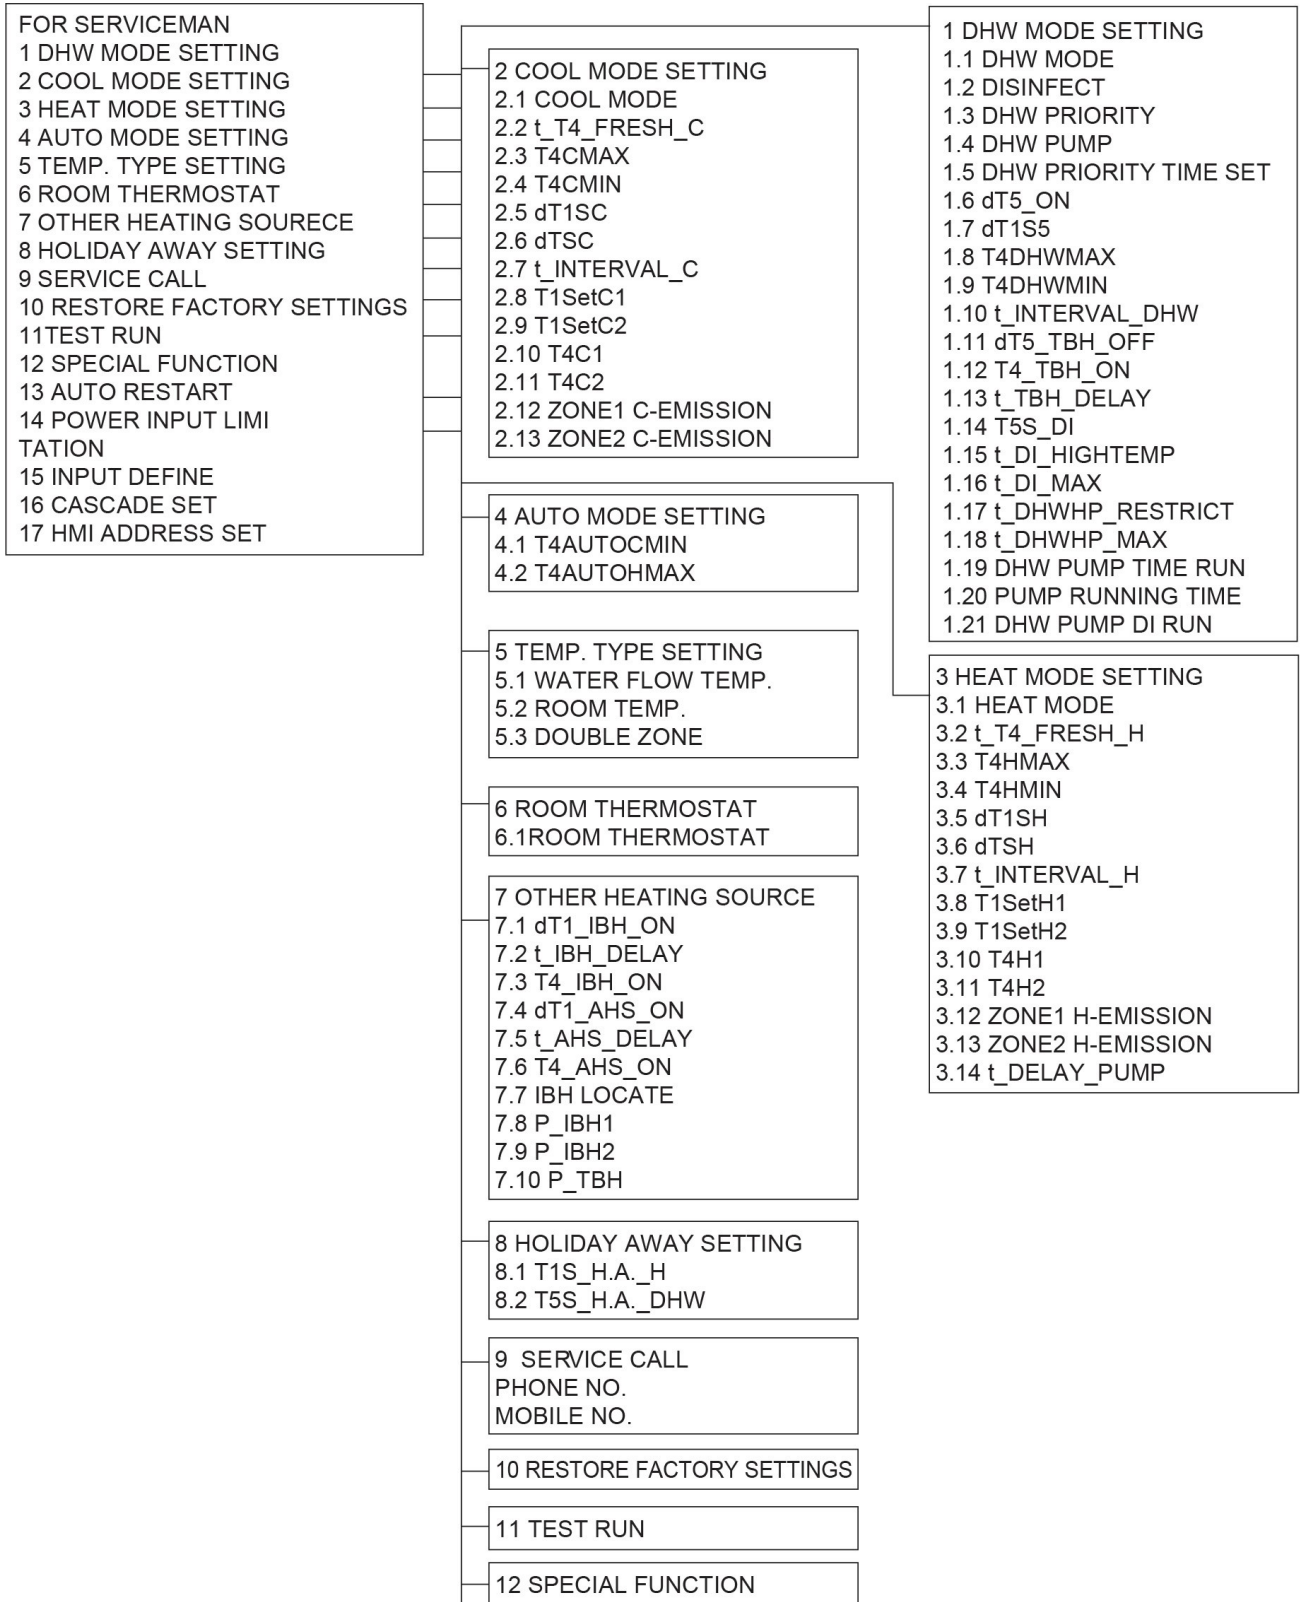 FOR SERVICEMAN
1 DHW MODE SETTING
2 COOL MODE SETTING
3 HEAT MODE SETTING
4 AUTO MODE SETTING
5 TEMP. TYPE SETTING
6 ROOM THERMOSTAT
7 OTHER HEATING SOURECE
8 HOLIDAY AWAY SETTING
9 SERVICE CALL
10 RESTORE FACTORY SETTINGS
11TEST RUN
12 SPECIAL FUNCTION
13 AUTO RESTART
14 POWER INPUT LIMI
TATION
15 INPUT DEFINE
16 CASCADE SET
17 HMI ADDRESS SET
2 COOL MODE SETTING
2.1 COOL MODE
2.2 t_T4_FRESH_C
2.3 T4CMAX
2.4 T4CMIN
2.5 dT1SC
2.6 dTSC
2.7 t_INTERVAL_C
2.8 T1SetC1
2.9 T1SetC2
2.10 T4C1
2.11 T4C2
2.12 ZONE1 C-EMISSION
2.13 ZONE2 C-EMISSION
4 AUTO MODE SETTING
4.1 T4AUTOCMIN
4.2 T4AUTOHMAX
5 TEMP. TYPE SETTING
5.1 WATER FLOW TEMP.
5.2 ROOM TEMP.
5.3 DOUBLE ZONE
6 ROOM THERMOSTAT
6.1ROOM THERMOSTAT
7 OTHER HEATING SOURCE
7.1 dT1_IBH_ON
7.2 t_IBH_DELAY
7.3 T4_IBH_ON
7.4 dT1_AHS_ON
7.5 t_AHS_DELAY
7.6 T4_AHS_ON
7.7 IBH LOCATE
7.8 P_IBH1
7.9 P_IBH2
7.10 P_TBH
8 HOLIDAY AWAY SETTING
8.1 T1S_H.A._H
8.2 T5S_H.A._DHW
9 SERVICE CALL
PHONE NO.
MOBILE NO.
10 RESTORE FACTORY SETTINGS
11 TEST RUN
12 SPECIAL FUNCTION
1 DHW MODE SETTING
1.1 DHW MODE
1.2 DISINFECT
1.3 DHW PRIORITY
1.4 DHW PUMP
1.5 DHW PRIORITY TIME SET
1.6 dT5_ON
1.7 dT1S5
1.8 T4DHWMAX
1.9 T4DHWMIN
1.10 t_INTERVAL_DHW
1.11 dT5_TBH_OFF
1.12 T4_TBH_ON
1.13 t_TBH_DELAY
1.14 T5S_DI
1.15 t_DI_HIGHTEMP
1.16 t_DI_MAX
1.17 t_DHWHP_RESTRICT
1.18 t_DHWHP_MAX
1.19 DHW PUMP TIME RUN
1.20 PUMP RUNNING TIME
1.21 DHW PUMP DI RUN
3 HEAT MODE SETTING
3.1 HEAT MODE
3.2 t_T4_FRESH_H
3.3 T4HMAX
3.4 T4HMIN
3.5 dT1SH
3.6 dTSH
3.7 t_INTERVAL_H
3.8 T1SetH1
3.9 T1SetH2
3.10 T4H1
3.11 T4H2
3.12 ZONE1 H-EMISSION
3.13 ZONE2 H-EMISSION
3.14 t_DELAY_PUMP